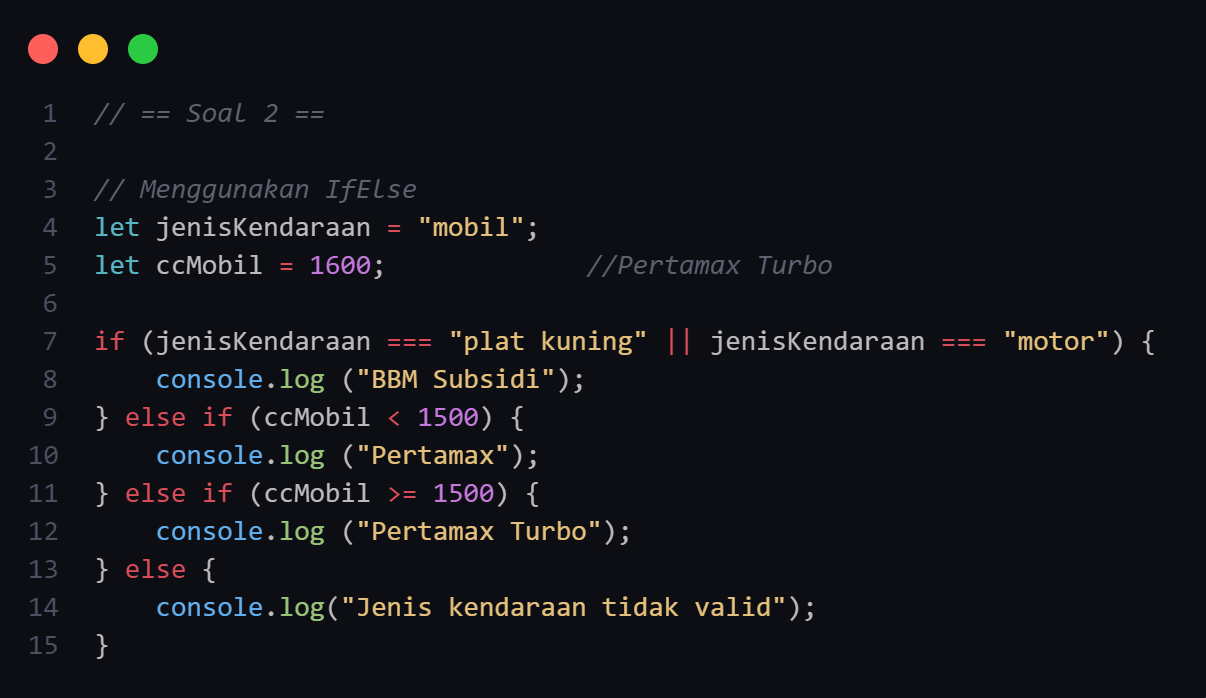 1 // == Soal 2 ==
2
3 // Menggunakan IfElse
4 let jenisKendaraan = "mobil";
5 let ccMobil = 1600;             //Pertamax Turbo
6
7 if (jenisKendaraan === "plat kuning" || jenisKendaraan === "motor") {
8     console.log ("BBM Subsidi");
9 } else if (ccMobil < 1500) {
10     console.log ("Pertamax");
11 } else if (ccMobil >= 1500) {
12     console.log ("Pertamax Turbo");
13 } else {
14     console.log("Jenis kendaraan tidak valid");
15 }